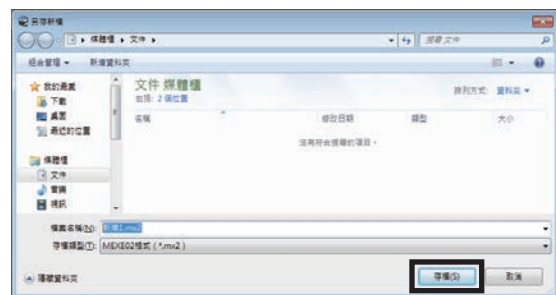 另存新檔
媒體櫃 ▸ 文件 ▸
搜尋 文件
組合管理 ▾ 新增資料夾
我的最愛
下載
桌面
最近的位置
媒體櫃
文件
音樂
視訊
文件 媒體櫃
包括: 2 個位置
排列方式: 資料夾 ▾
名稱 修改日期 類型 大小
沒有符合搜尋的項目。
檔案名稱(N): 新增1.mx2
存檔類型(T): MEXE02程式 (*.mx2)
隱藏資料夾
存檔(S)
取消